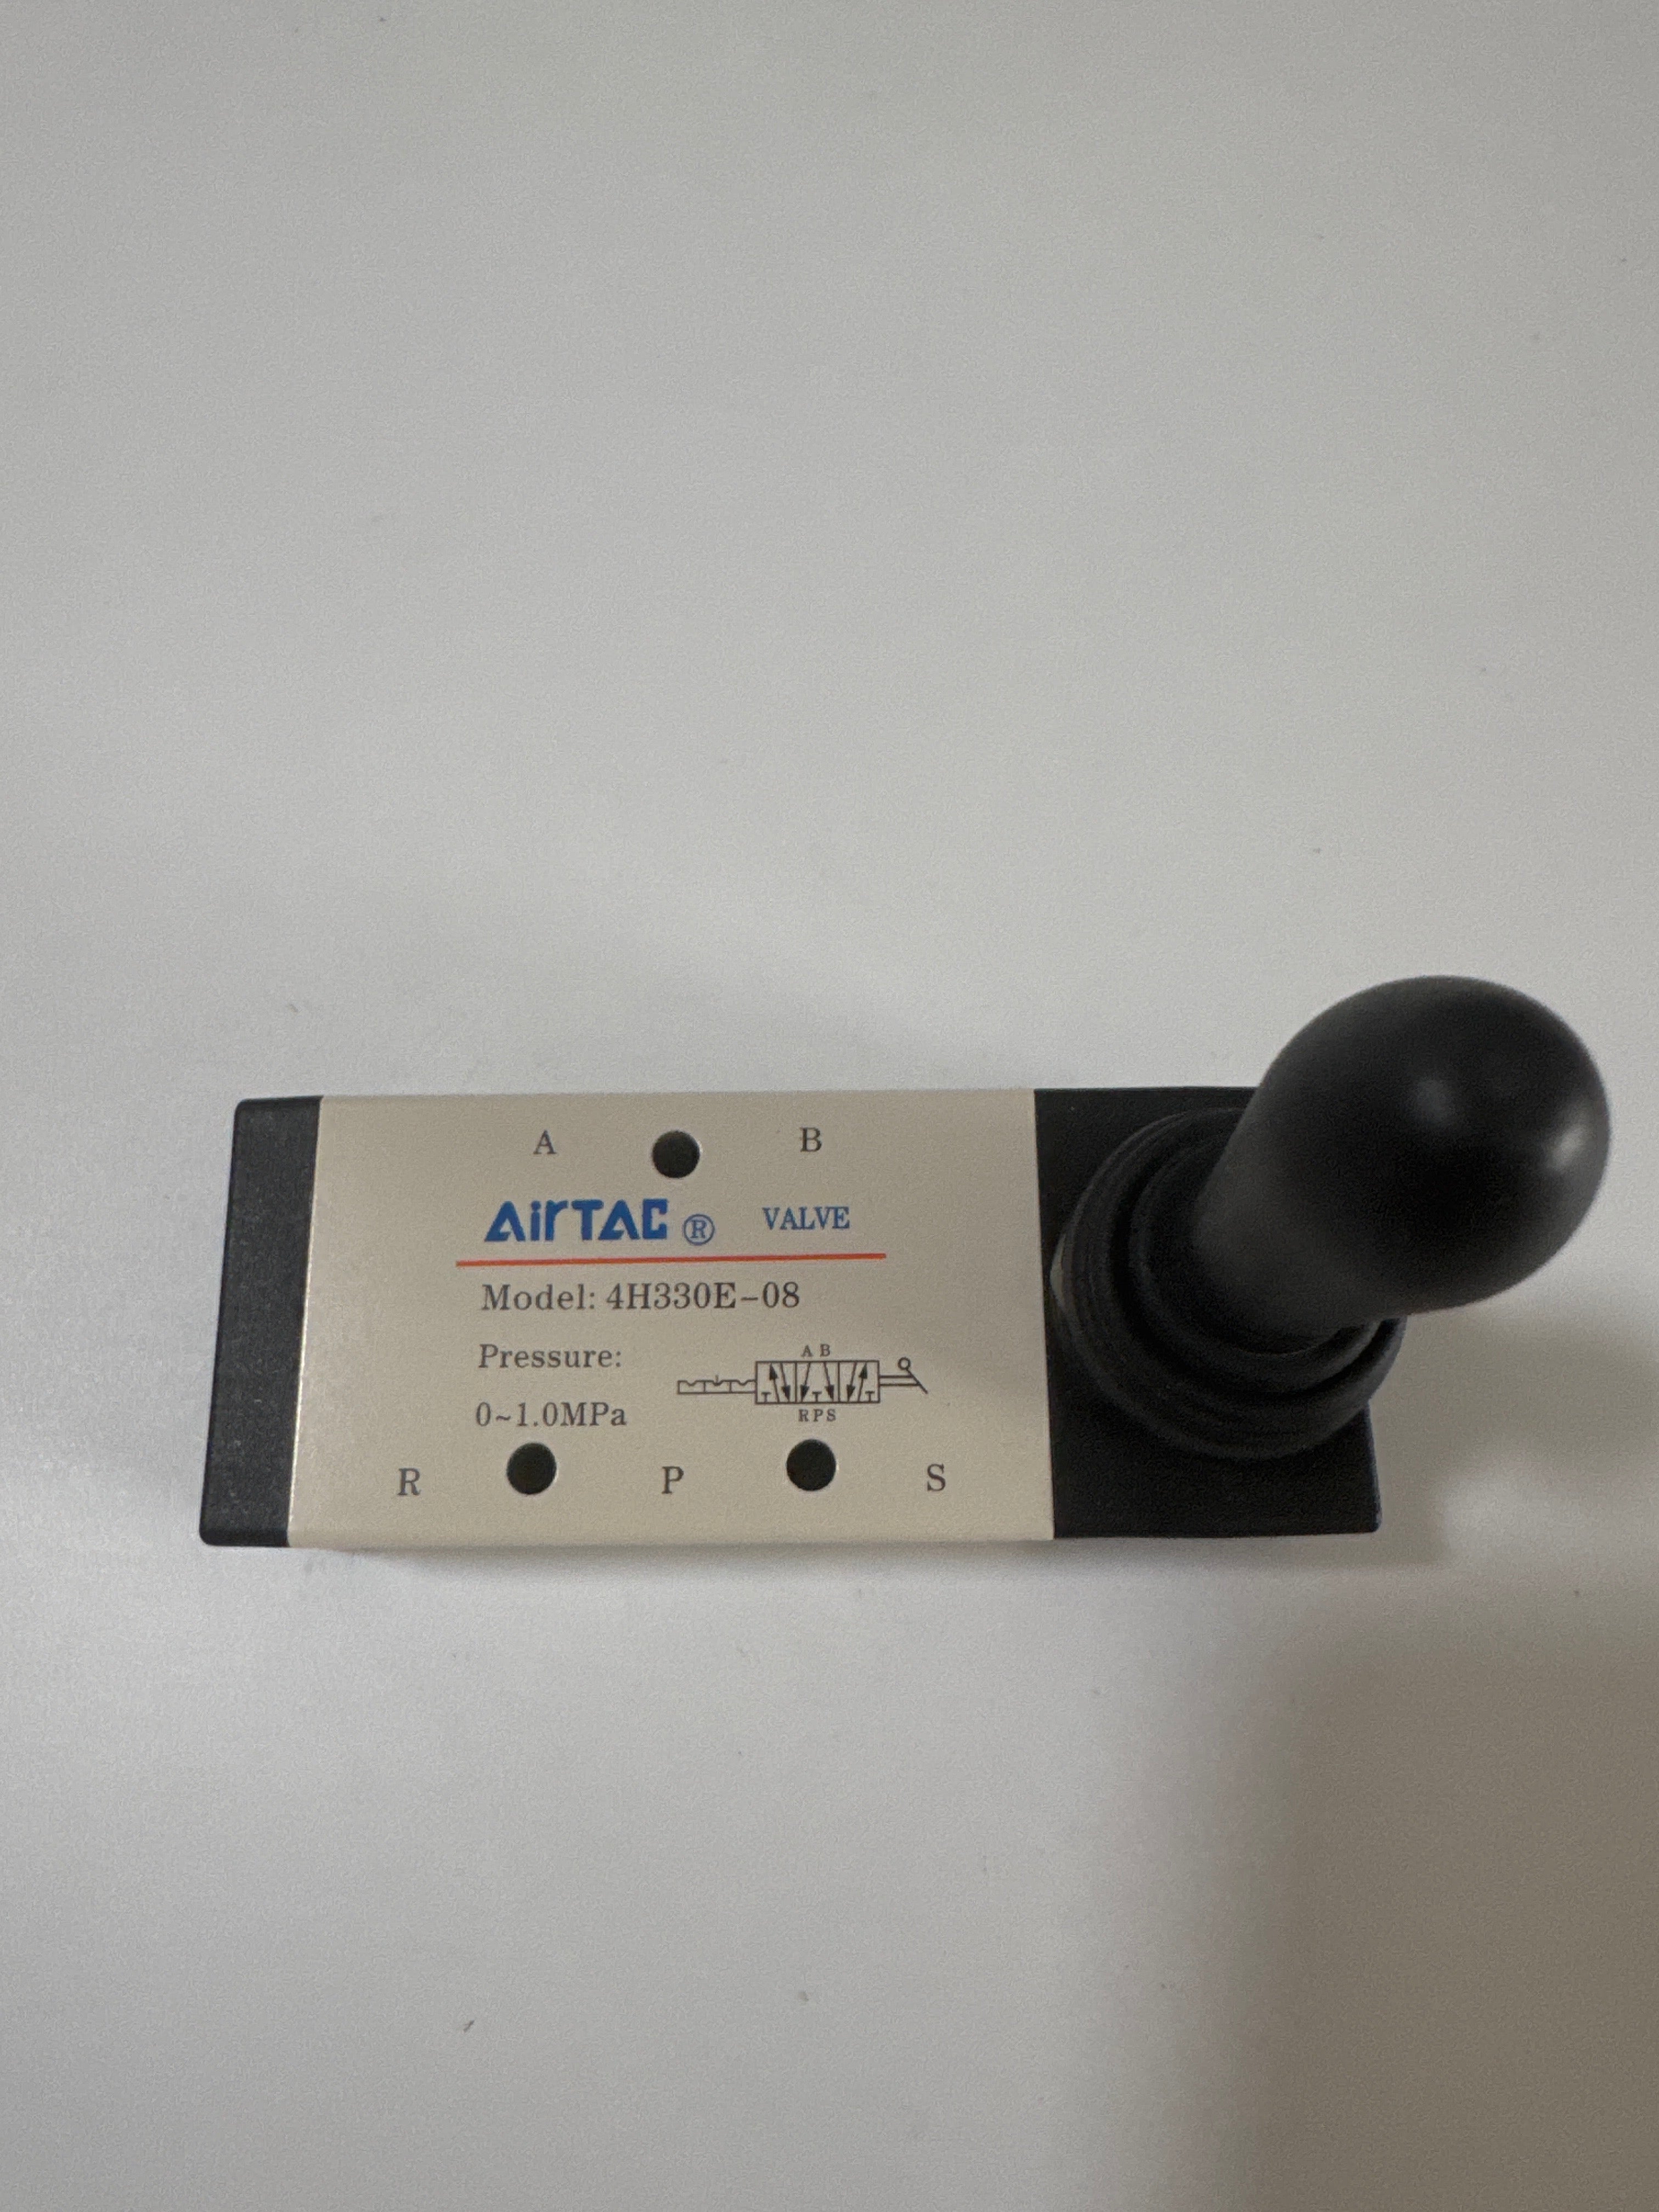 A B
AirTAC ® VALVE
Model: 4H330E-08
Pressure:
A B
0~1.0MPa
R P S
R P S